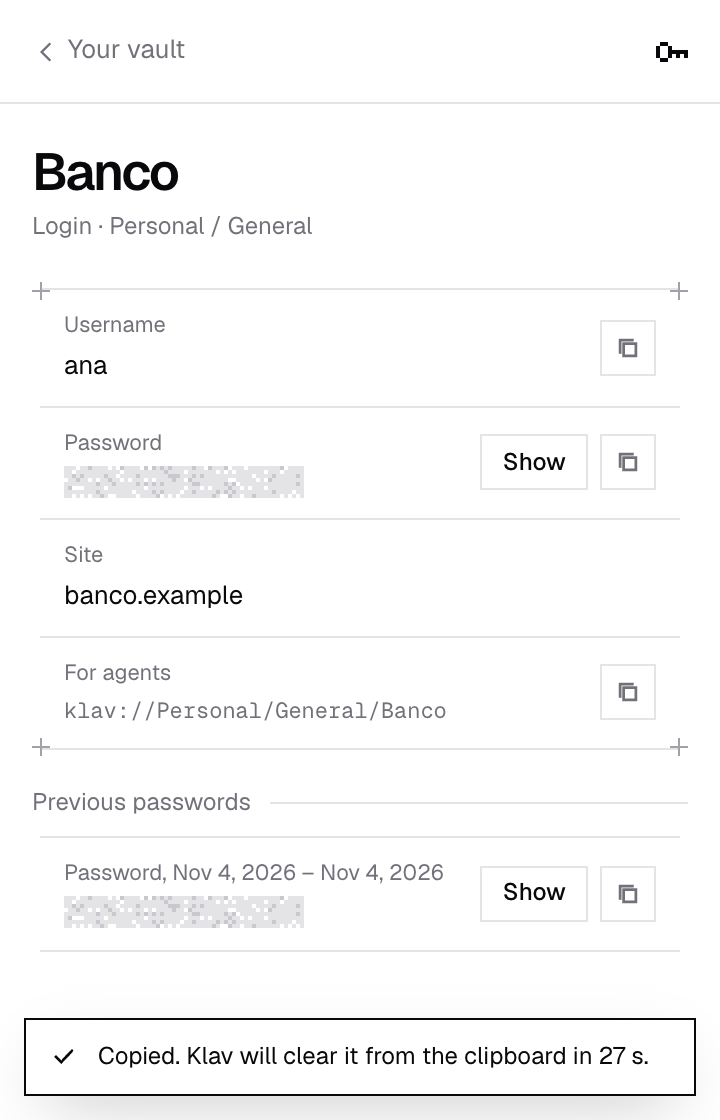 Your vault
Banco
Login · Personal / General
Username
ana
Password
Show
Site
banco.example
For agents
klav://Personal/General/Banco
Previous passwords
Password, Nov 4, 2026 – Nov 4, 2026
Show
Copied. Klav will clear it from the clipboard in 27 s.